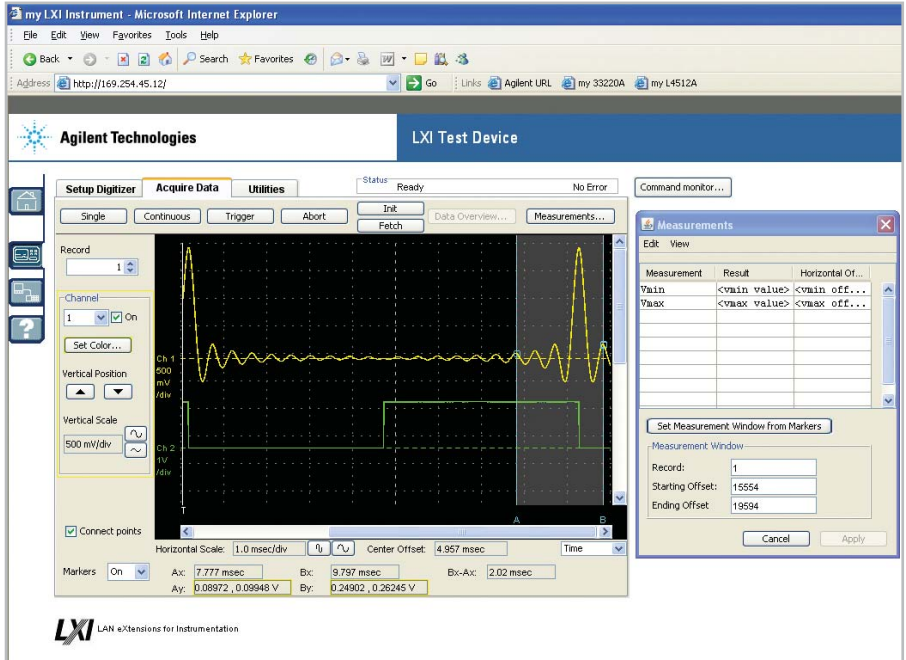 my LXI Instrument - Microsoft Internet Explorer
File Edit View Favorites Tools Help
Back Search Favorites
Address http://169.254.45.12/ Go Links Agilent URL my 33220A my L4512A
Agilent Technologies LXI Test Device
Setup Digitizer Acquire Data Utilities
Status
Ready No Error
Command monitor...
Single Continuous Trigger Abort
Init
Fetch
Data Overview... Measurements...
Record
1
Channel
1 On
Set Color...
Vertical Position
Vertical Scale
500 mV/div
Connect points
Ch 1
500
mV
/div
Ch 2
1V
/div
T
A B
Horizontal Scale: 1.0 msec/div Center Offset: 4.957 msec Time
Markers On Ax: 7.777 msec Bx: 9.797 msec Bx-Ax: 2.02 msec
Ay: 0.08972 , 0.09948 V By: 0.24902 , 0.26245 V
Measurements
Edit View
Measurement Result Horizontal Of...
Vmin <vmin value> <vmin off...
Vmax <vmax value> <vmax off...
Set Measurement Window from Markers
Measurement Window
Record: 1
Starting Offset: 15554
Ending Offset 19594
Cancel Apply
LXI LAN eXtensions for Instrumentation